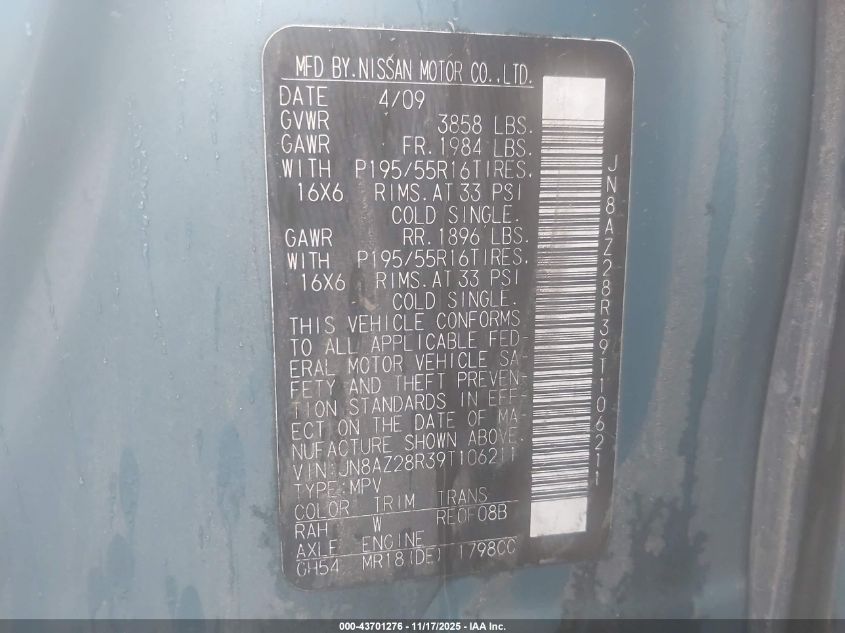 MFD BY.NISSAN MOTOR CO.,LTD.
DATE 4/09
GVWR 3858 LBS.
GAWR FR.1984 LBS.
WITH P195/55R16TIRES.
16X6 RIMS.AT 33 PSI
COLD SINGLE.
GAWR RR.1896 LBS.
WITH P195/55R16TIRES.
16X6 RIMS.AT 33 PSI
COLD SINGLE.
THIS VEHICLE CONFORMS
TO ALL APPLICABLE FED-
ERAL MOTOR VEHICLE SA-
FETY AND THEFT PREVEN-
TION STANDARDS IN EFF-
ECT ON THE DATE OF MA-
NUFACTURE SHOWN ABOVE.
VIN:JN8AZ28R39T106211
TYPE:MPV
COLOR TRIM TRANS
RAH W RE0F08B
AXLE ENGINE
GH54 MR18(DE) 1798CC
JN8AZ28R39T106211
000-43701276 - 11/17/2025 - IAA Inc.